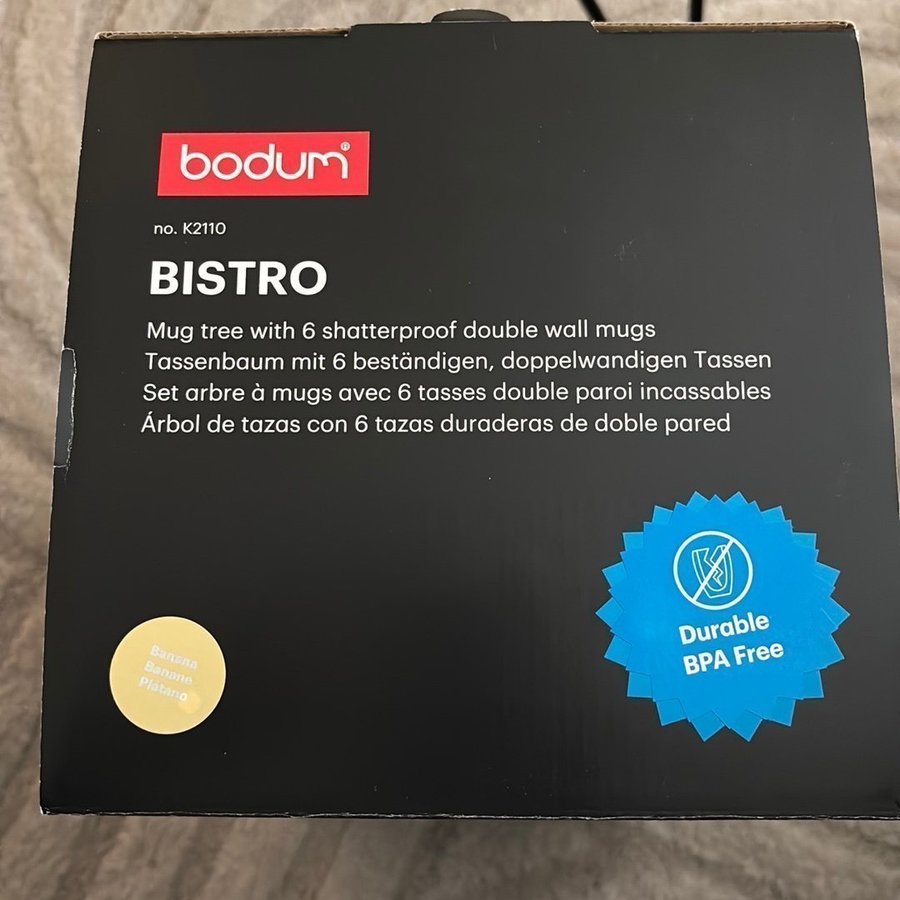 bodum®
no. K2110
BISTRO
Mug tree with 6 shatterproof double wall mugs
Tassenbaum mit 6 beständigen, doppelwandigen Tassen
Set arbre à mugs avec 6 tasses double paroi incassables
Árbol de tazas con 6 tazas duraderas de doble pared
Durable
BPA Free
Banana
Banane
Plátano